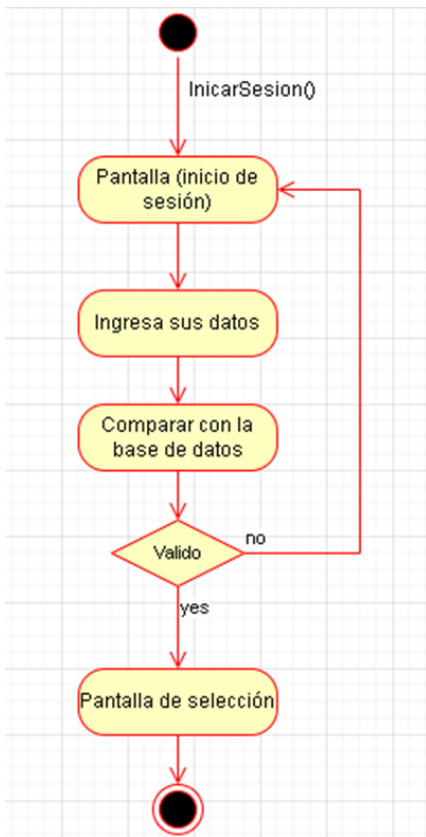 InicarSesion()
Pantalla (inicio de
sesión)
Ingresa sus datos
Comparar con la
base de datos
Valido
no
yes
Pantalla de selección